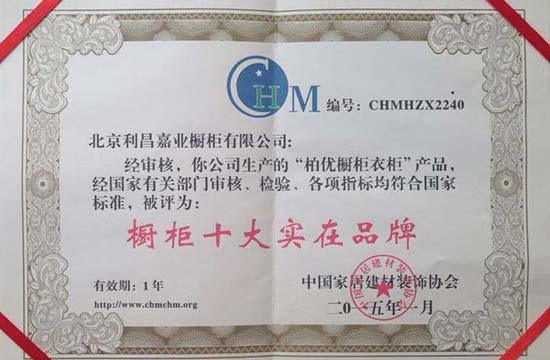 CHM
编号：CHMHZX2240
北京利昌嘉业橱柜有限公司：
经审核，你公司生产的“柏优橱柜衣柜”产品，
经国家有关部门审核、检验、各项指标均符合国家
标准，被评为：
橱柜十大实在品牌
有效期：1年
中国家居建材装饰协会
http://www.chmchm.org
二〇一五年一月